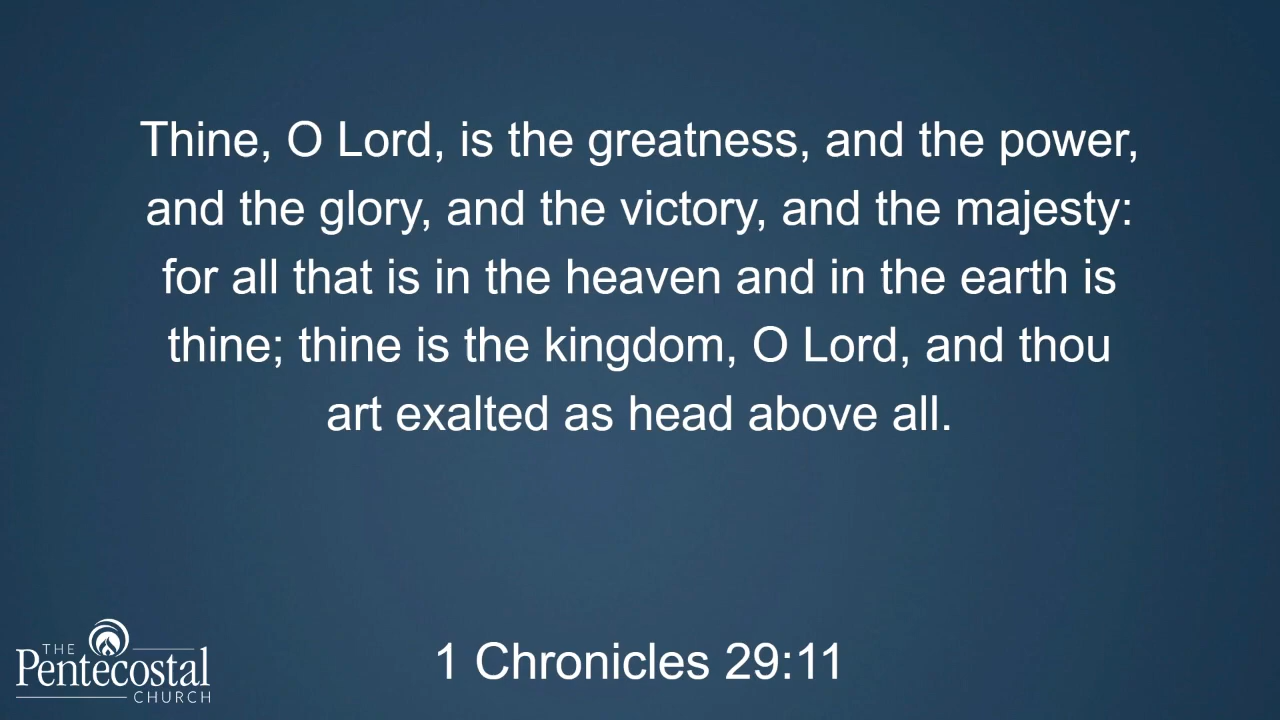 Thine, O Lord, is the greatness, and the power,
and the glory, and the victory, and the majesty:
for all that is in the heaven and in the earth is
thine; thine is the kingdom, O Lord, and thou
art exalted as head above all.
1 Chronicles 29:11
THE
Pentecostal
CHURCH